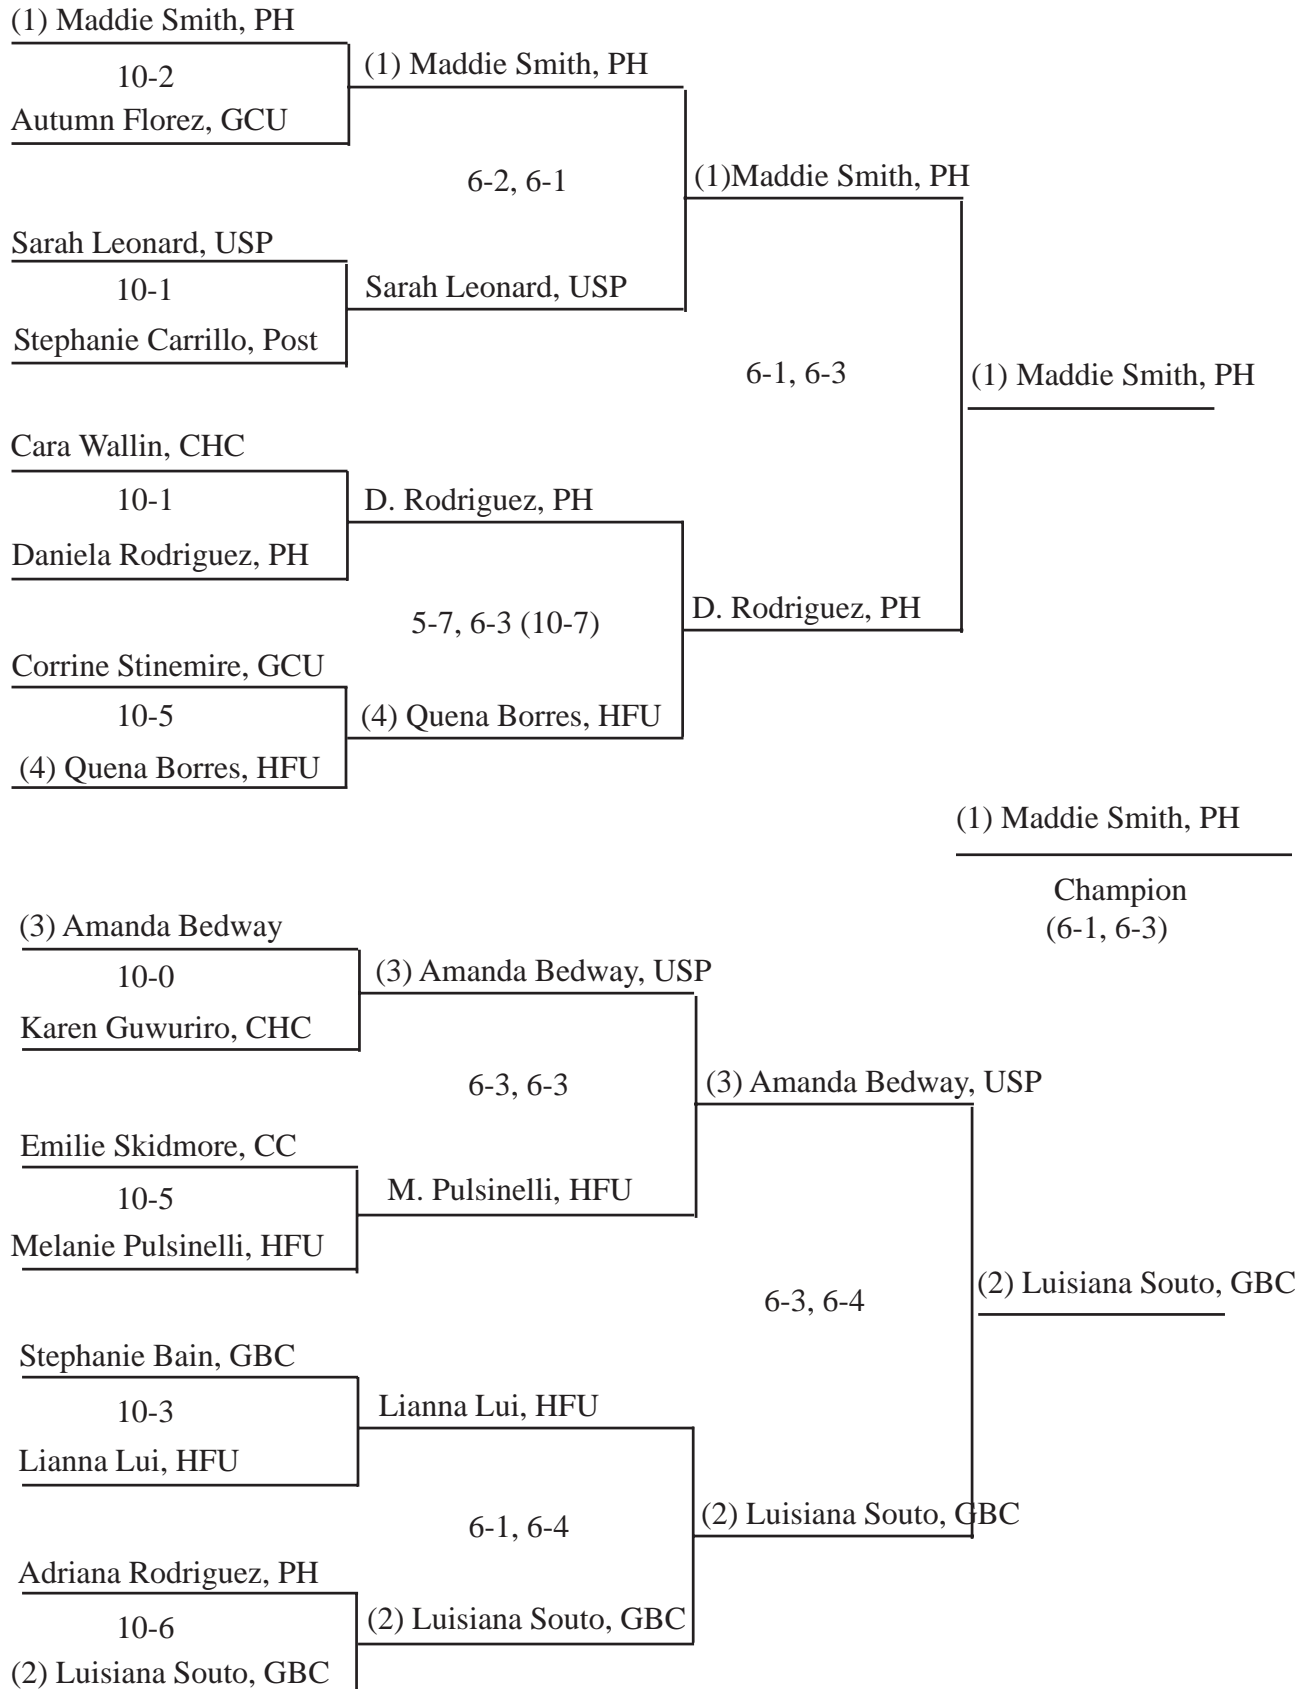 (1) Maddie Smith, PH
10-2
Autumn Florez, GCU
(1) Maddie Smith, PH
6-2, 6-1
(1)Maddie Smith, PH
Sarah Leonard, USP
10-1
Stephanie Carrillo, Post
Sarah Leonard, USP
6-1, 6-3
(1) Maddie Smith, PH
Cara Wallin, CHC
10-1
Daniela Rodriguez, PH
D. Rodriguez, PH
5-7, 6-3 (10-7)
D. Rodriguez, PH
Corrine Stinemire, GCU
10-5
(4) Quena Borres, HFU
(4) Quena Borres, HFU
(1) Maddie Smith, PH
Champion
(6-1, 6-3)
(3) Amanda Bedway
10-0
Karen Guwuriro, CHC
(3) Amanda Bedway, USP
6-3, 6-3
(3) Amanda Bedway, USP
Emilie Skidmore, CC
10-5
Melanie Pulsinelli, HFU
M. Pulsinelli, HFU
6-3, 6-4
(2) Luisiana Souto, GBC
Stephanie Bain, GBC
10-3
Lianna Lui, HFU
Lianna Lui, HFU
6-1, 6-4
(2) Luisiana Souto, GBC
Adriana Rodriguez, PH
10-6
(2) Luisiana Souto, GBC
(2) Luisiana Souto, GBC